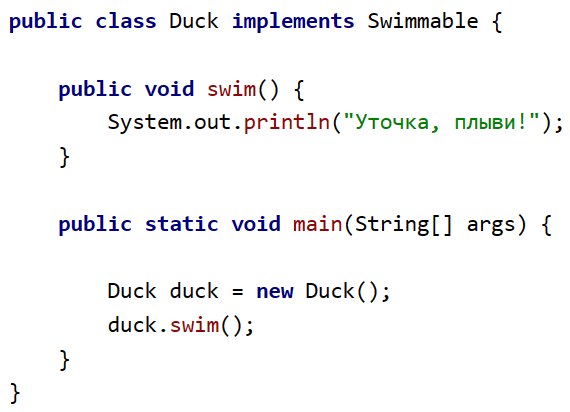 public class Duck implements Swimmable {
public void swim() {
System.out.println("Уточка, плыви!");
}
public static void main(String[] args) {
Duck duck = new Duck();
duck.swim();
}
}